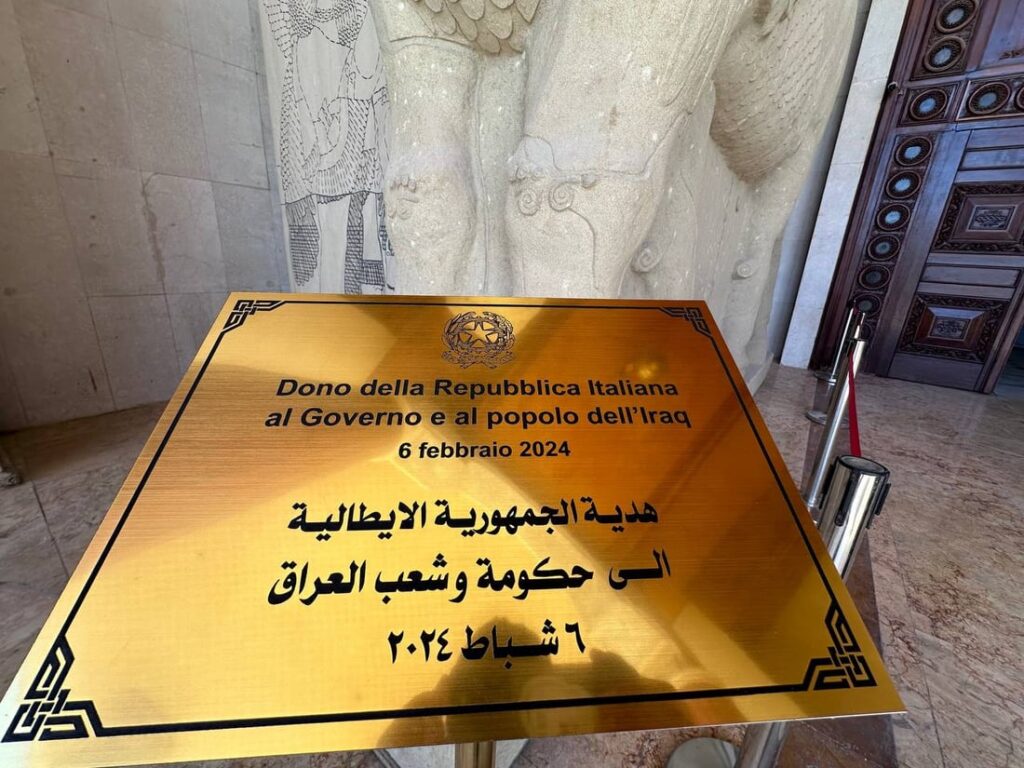 Dono della Repubblica Italiana
al Governo e al popolo dell'Iraq
6 febbraio 2024
هدية الجمهورية الايطالية
الى حكومة وشعب العراق
٦ شباط ٢٠٢٤